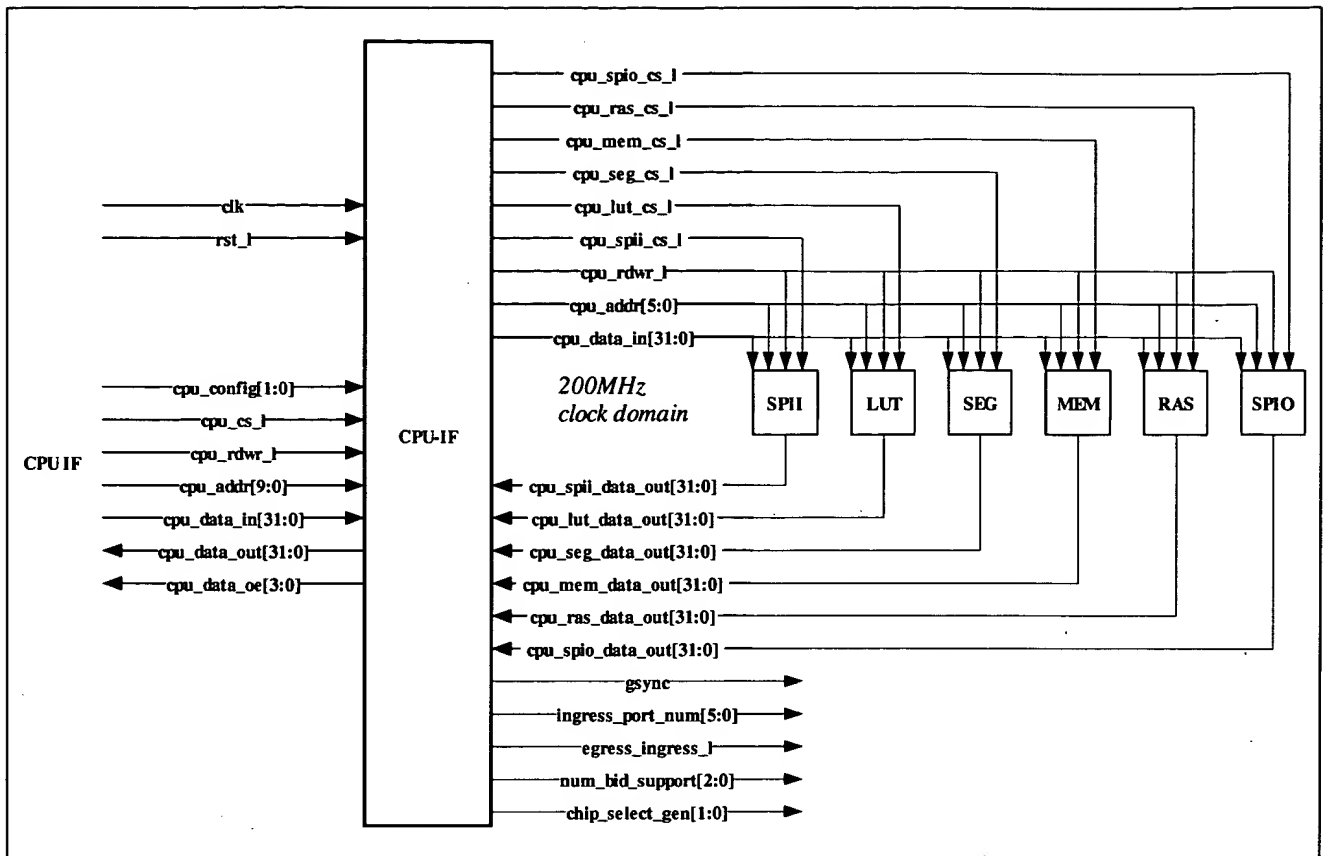 cpu_spio_cs_l
cpu_ras_cs_l
cpu_mem_cs_l
cpu_seg_cs_l
clk
cpu_lut_cs_l
rst_l
cpu_spii_cs_l
cpu_rdwr_l
cpu_addr[5:0]
cpu_data_in[31:0]
200MHz
clock domain
SPII
LUT
SEG
MEM
RAS
SPIO
cpu_config[1:0]
cpu_cs_l
CPU-IF
cpu_rdwr_l
CPU IF
cpu_addr[9:0]
cpu_data_in[31:0]
cpu_data_out[31:0]
cpu_data_oe[3:0]
cpu_spii_data_out[31:0]
cpu_lut_data_out[31:0]
cpu_seg_data_out[31:0]
cpu_mem_data_out[31:0]
cpu_ras_data_out[31:0]
cpu_spio_data_out[31:0]
gsync
ingress_port_num[5:0]
egress_ingress_l
num_bid_support[2:0]
chip_select_gen[1:0]